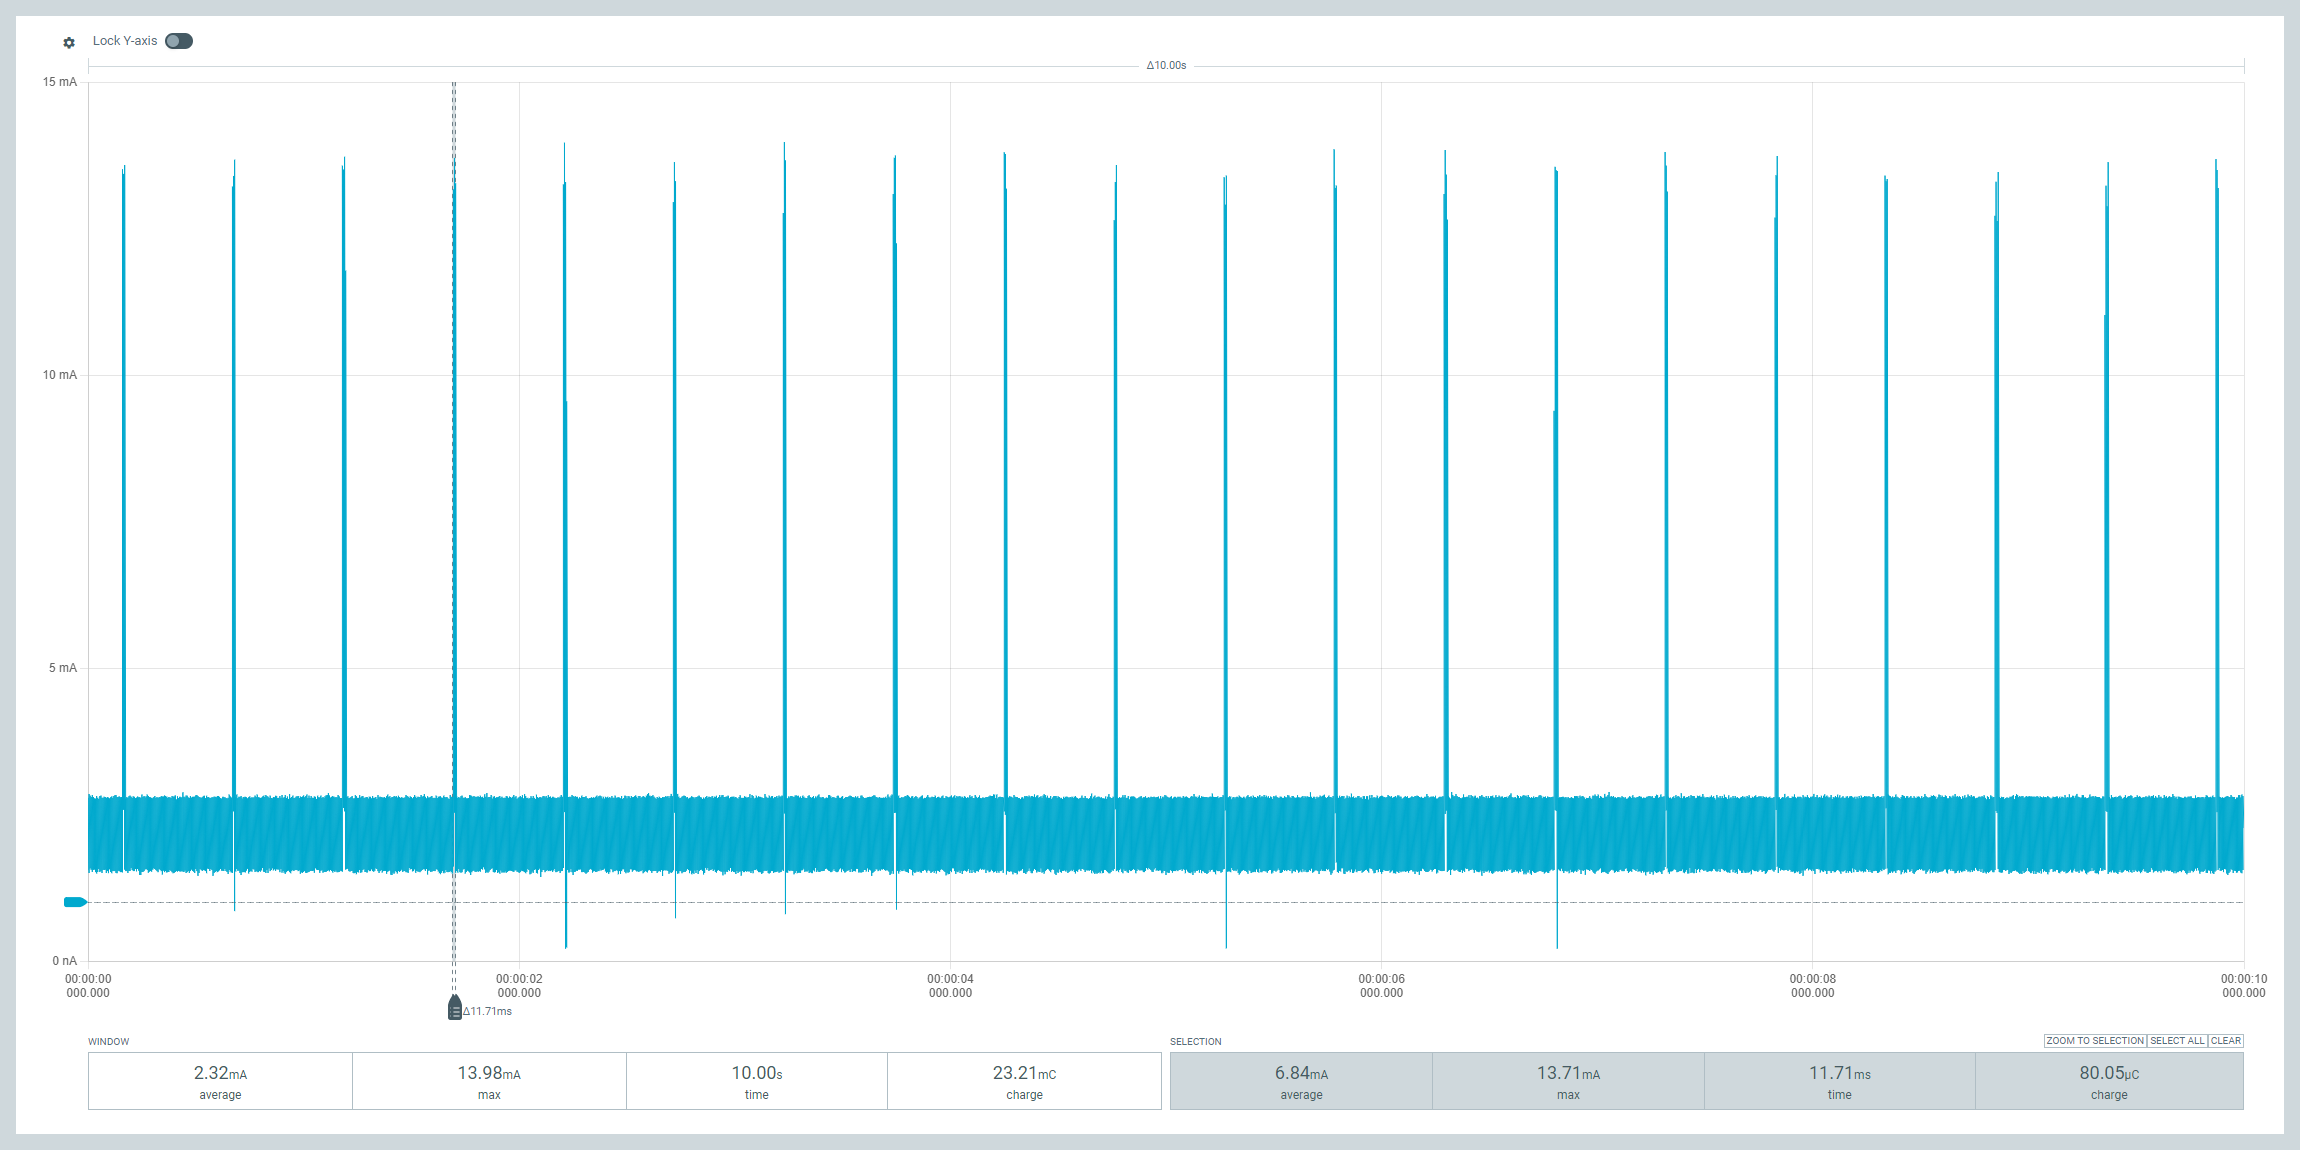 Lock Y-axis
Δ10.00s
15 mA
10 mA
5 mA
0 nA
00:00:00 00:00:02 00:00:04 00:00:06 00:00:08 00:00:10
000.000 000.000 000.000 000.000 000.000 000.000
Δ11.71ms
WINDOW
2.32mA 13.98mA 10.00s 23.21mC
average max time charge
SELECTION
ZOOM TO SELECTION SELECT ALL CLEAR
6.84mA 13.71mA 11.71ms 80.05μC
average max time charge